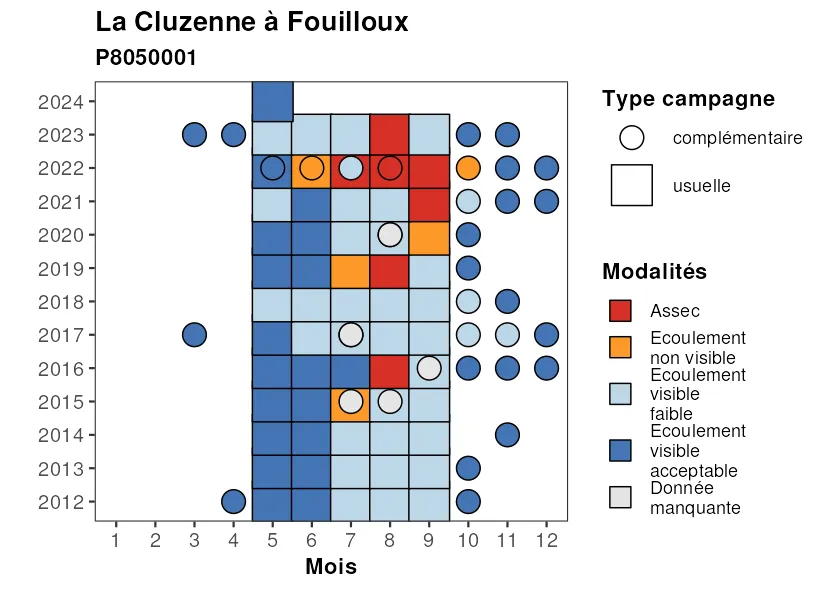 La Cluzenne à Fouilloux
P8050001
2024
2023
2022
2021
2020
2019
2018
2017
2016
2015
2014
2013
2012
1 2 3 4 5 6 7 8 9 10 11 12
Mois
Type campagne
complémentaire
usuelle
Modalités
Assec
Ecoulement
non visible
Ecoulement
visible
faible
Ecoulement
visible
acceptable
Donnée
manquante